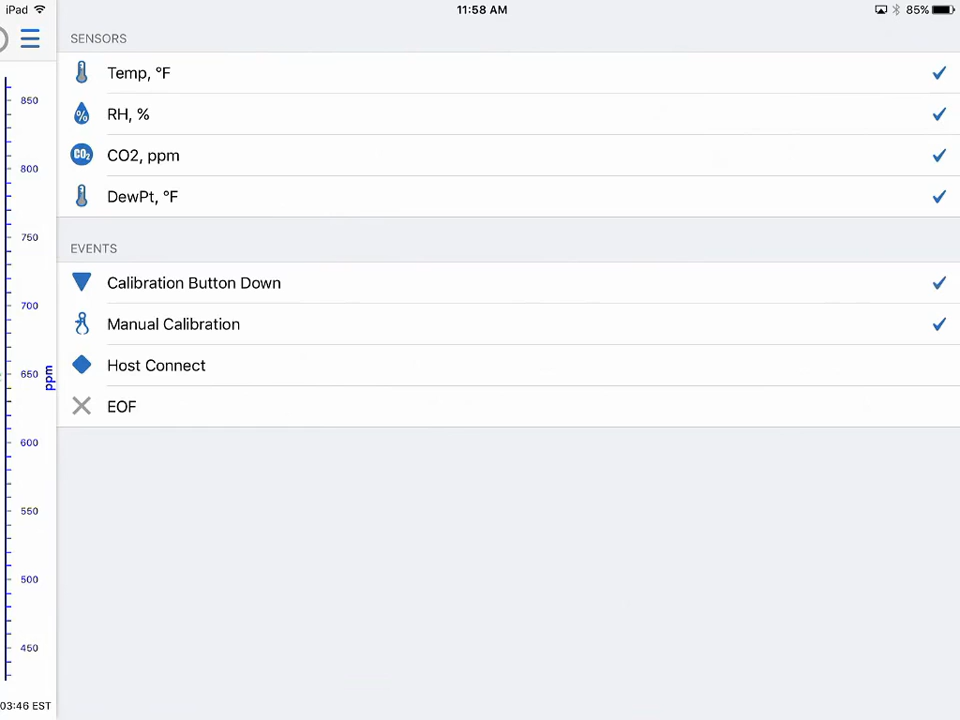 iPad 11:58 AM 85%
SENSORS
Temp, °F
RH, %
CO2 CO2, ppm
DewPt, °F
EVENTS
Calibration Button Down
Manual Calibration
Host Connect
EOF
850
800
750
700
650
ppm
600
550
500
450
03:46 EST